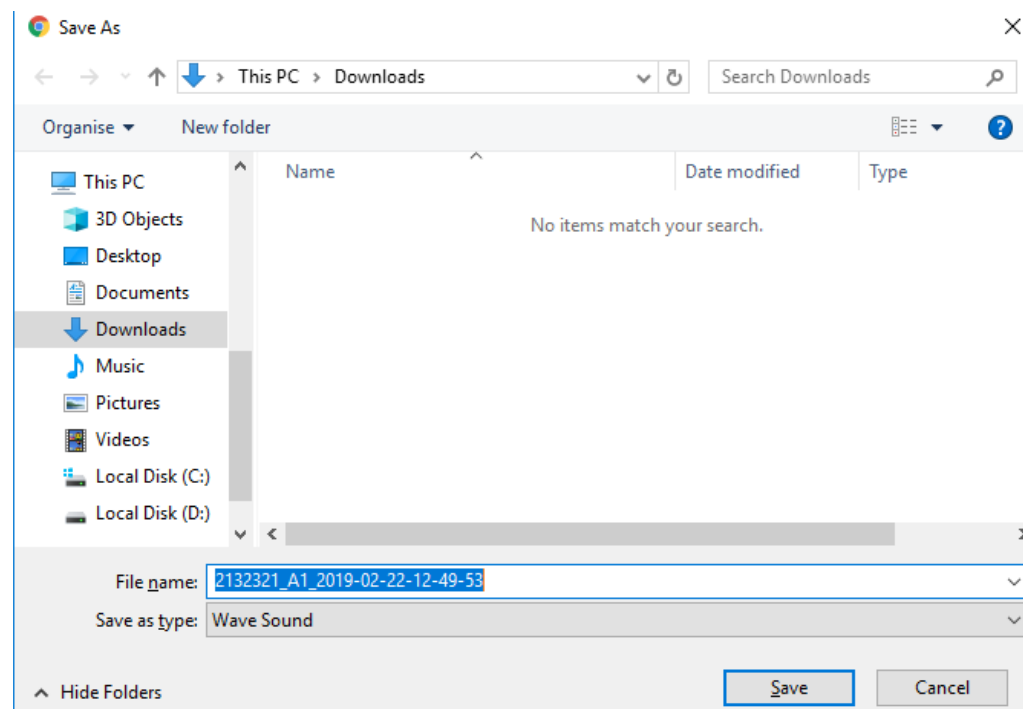 Save As
This PC > Downloads
Search Downloads
Organise
New folder
Name
Date modified
Type
No items match your search.
This PC
3D Objects
Desktop
Documents
Downloads
Music
Pictures
Videos
Local Disk (C:)
Local Disk (D:)
File name: 2132321_A1_2019-02-22-12-49-53
Save as type: Wave Sound
Hide Folders
Save
Cancel